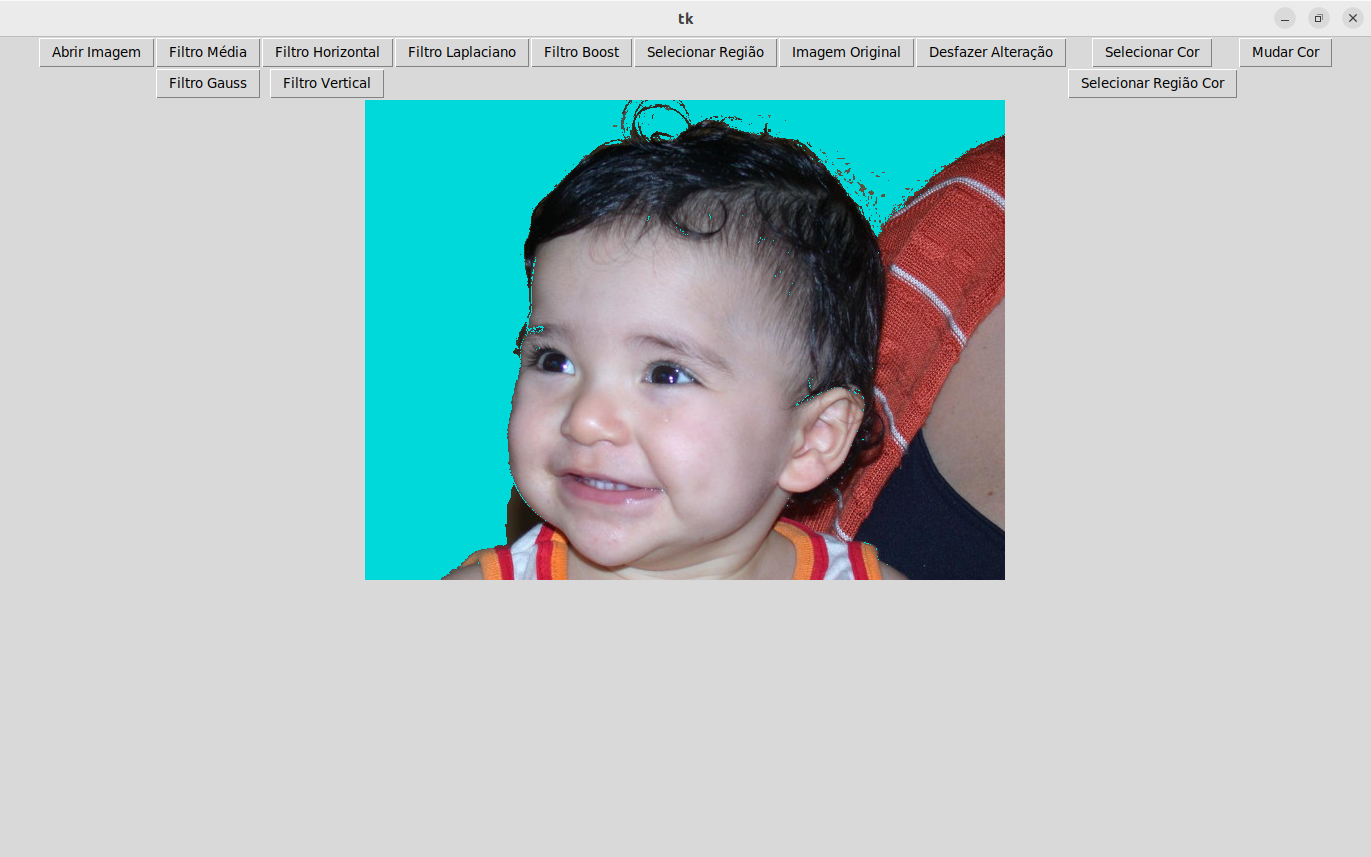 tk
Abrir Imagem Filtro Média Filtro Horizontal Filtro Laplaciano Filtro Boost Selecionar Região Imagem Original Desfazer Alteração Selecionar Cor Mudar Cor
Filtro Gauss Filtro Vertical Selecionar Região Cor